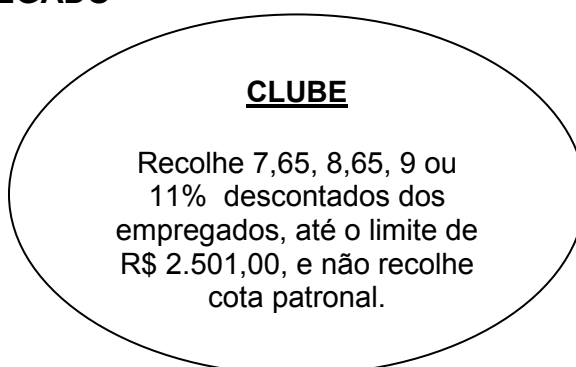 CLUBE
Recolhe 7,65, 8,65, 9 ou
11% descontados dos
empregados, até o limite de
R$ 2.501,00, e não recolhe
cota patronal.